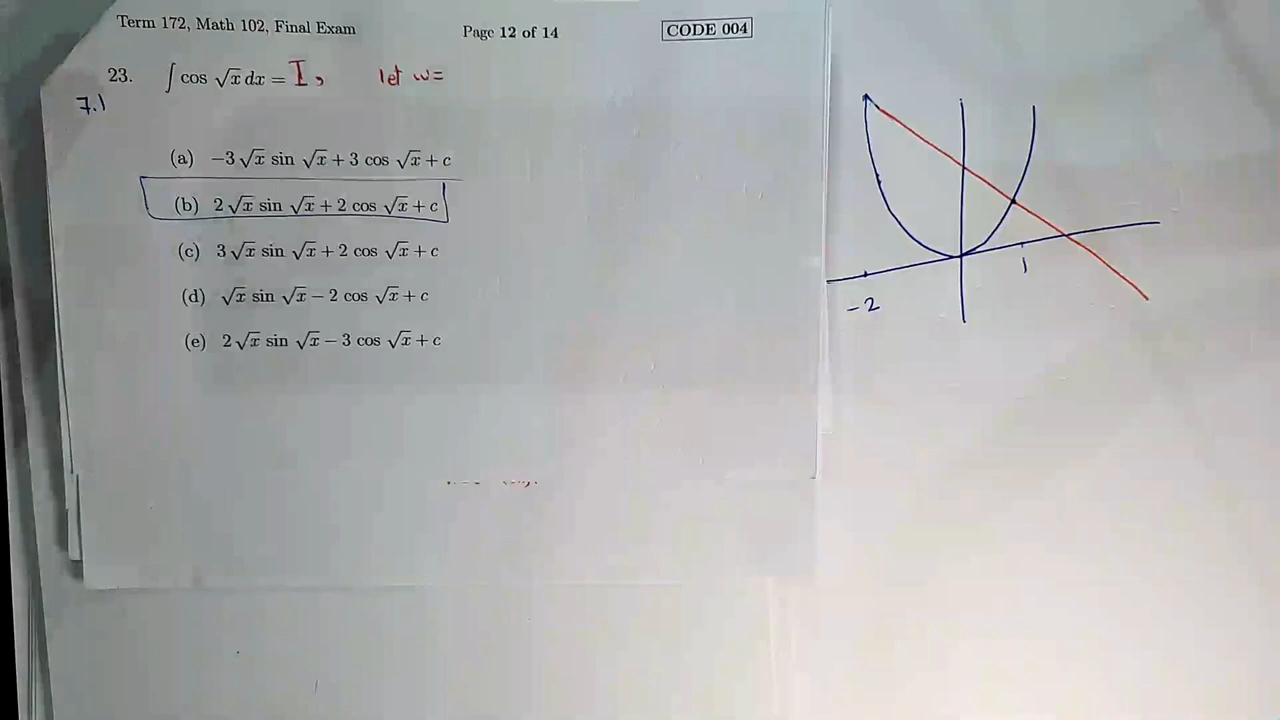 Term 172, Math 102, Final Exam Page 12 of 14 CODE 004
23. ∫ cos √x dx = I, let w=
7.1
(a) −3√x sin √x + 3 cos √x + c
(b) 2√x sin √x + 2 cos √x + c
(c) 3√x sin √x + 2 cos √x + c
(d) √x sin √x − 2 cos √x + c
(e) 2√x sin √x − 3 cos √x + c
-2 1